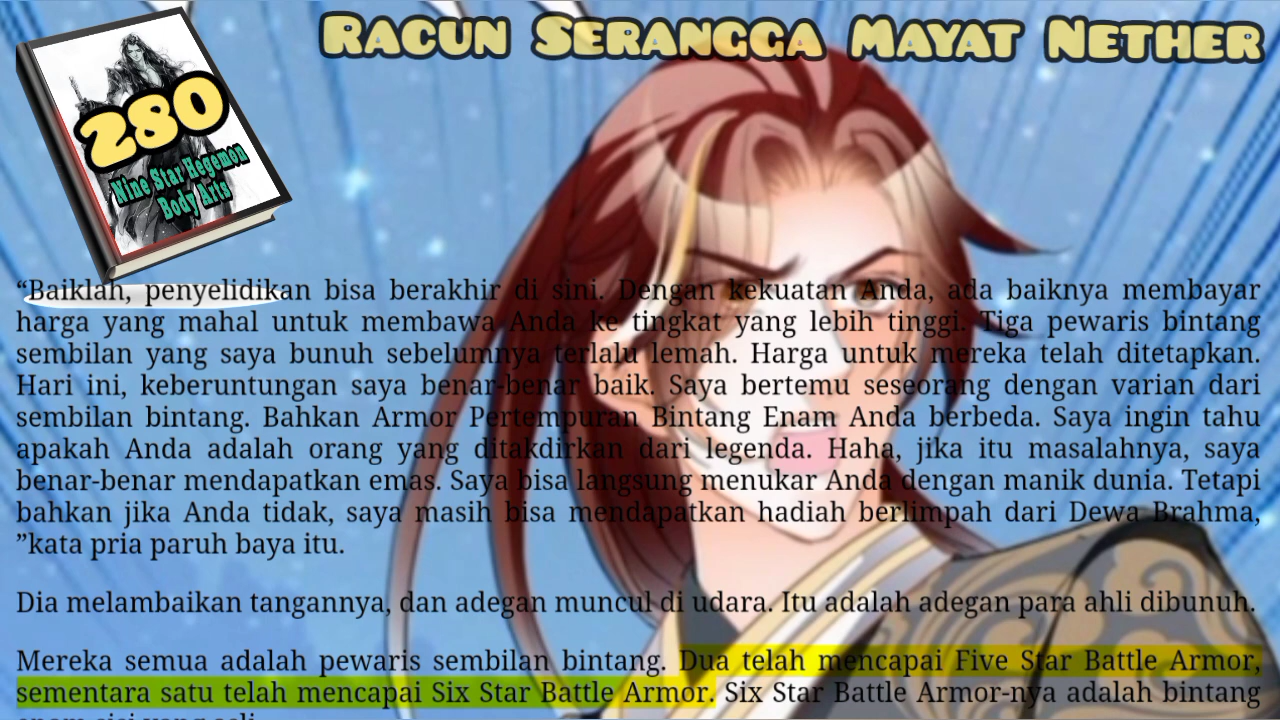 RACUN SERANGGA MAYAT NETHER
280
Nine Star Hegemon
Body Arts
“Baiklah, penyelidikan bisa berakhir di sini. Dengan kekuatan Anda, ada baiknya membayar
harga yang mahal untuk membawa Anda ke tingkat yang lebih tinggi. Tiga pewaris bintang
sembilan yang saya bunuh sebelumnya terlalu lemah. Harga untuk mereka telah ditetapkan.
Hari ini, keberuntungan saya benar-benar baik. Saya bertemu seseorang dengan varian dari
sembilan bintang. Bahkan Armor Pertempuran Bintang Enam Anda berbeda. Saya ingin tahu
apakah Anda adalah orang yang ditakdirkan dari legenda. Haha, jika itu masalahnya, saya
benar-benar mendapatkan emas. Saya bisa langsung menukar Anda dengan manik dunia. Tetapi
bahkan jika Anda tidak, saya masih bisa mendapatkan hadiah berlimpah dari Dewa Brahma,
”kata pria paruh baya itu.
Dia melambaikan tangannya, dan adegan muncul di udara. Itu adalah adegan para ahli dibunuh.
Mereka semua adalah pewaris sembilan bintang. Dua telah mencapai Five Star Battle Armor,
sementara satu telah mencapai Six Star Battle Armor. Six Star Battle Armor-nya adalah bintang